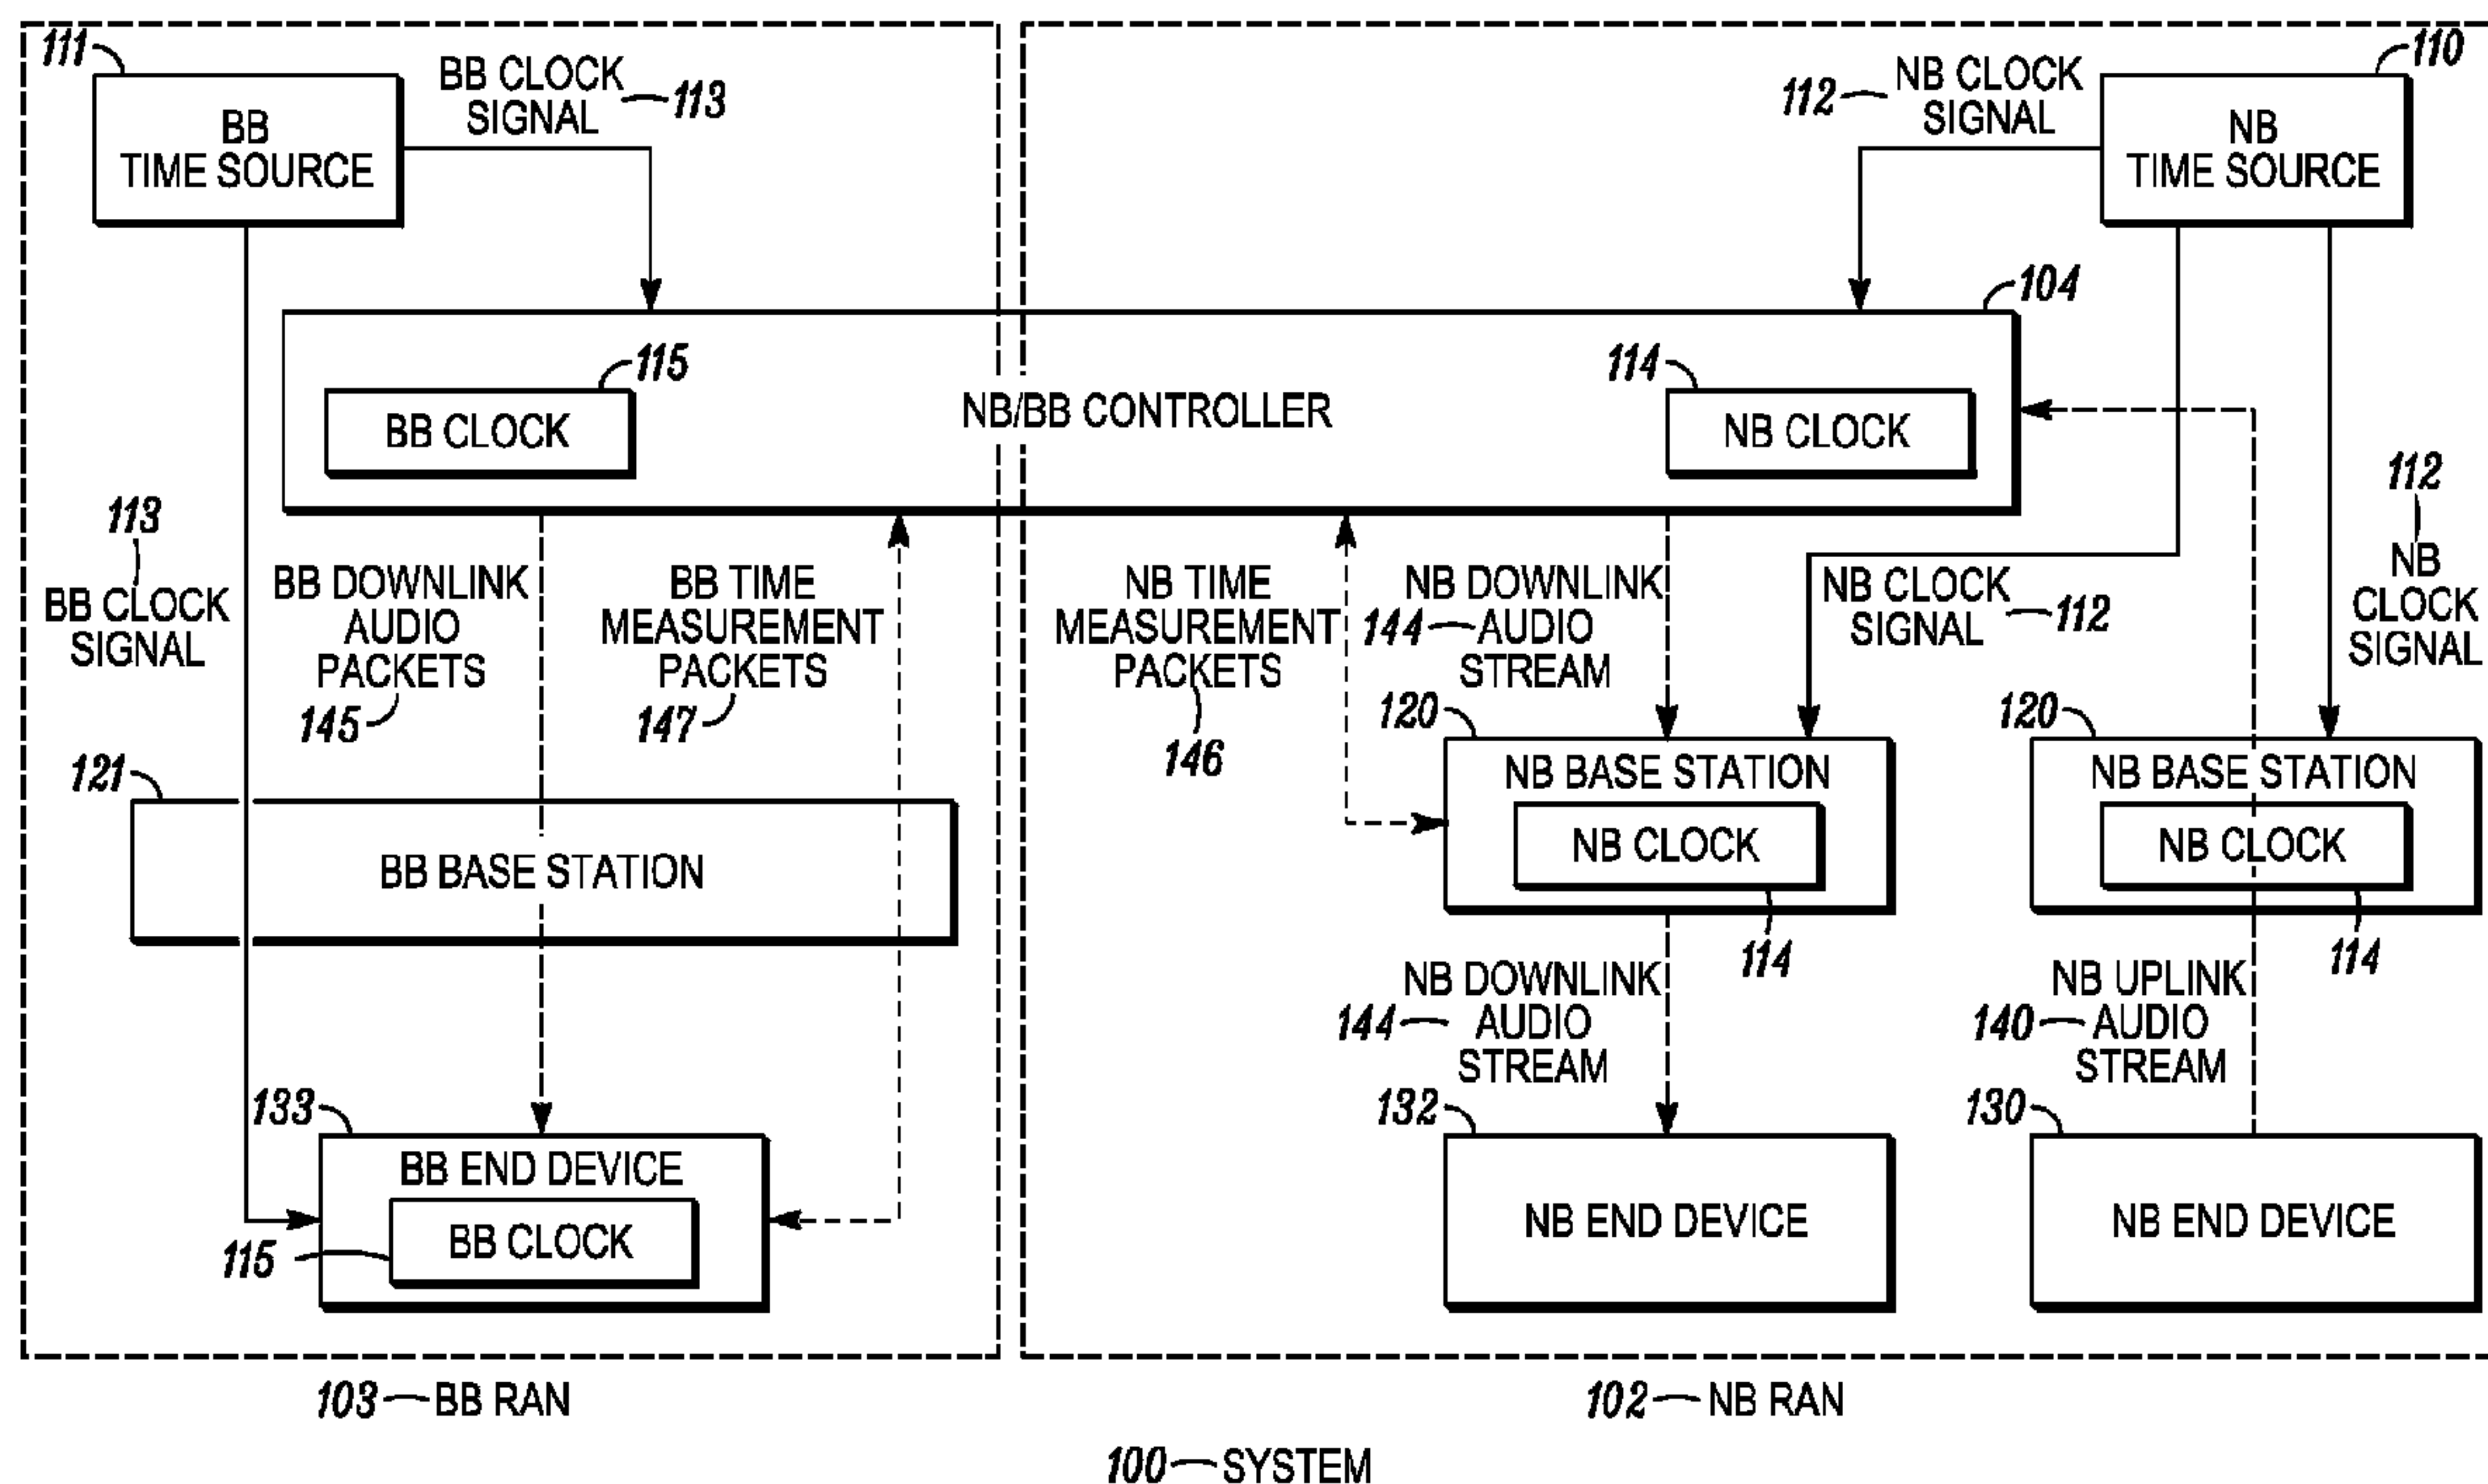 111
BB
TIME SOURCE
BB CLOCK
SIGNAL
113
112
NB CLOCK
SIGNAL
110
NB
TIME SOURCE
104
115
BB CLOCK
NB/BB CONTROLLER
114
NB CLOCK
113
BB CLOCK
SIGNAL
BB DOWNLINK
AUDIO
PACKETS
145
BB TIME
MEASUREMENT
PACKETS
147
NB TIME
MEASUREMENT
PACKETS
146
NB DOWNLINK
144 AUDIO
STREAM
NB CLOCK
SIGNAL
112
112
NB
CLOCK
SIGNAL
121
BB BASE STATION
120
NB BASE STATION
NB CLOCK
114
120
NB BASE STATION
NB CLOCK
114
NB DOWNLINK
144 AUDIO
STREAM
NB UPLINK
140 AUDIO
STREAM
133
BB END DEVICE
BB CLOCK
115
132
NB END DEVICE
130
NB END DEVICE
103 BB RAN
102 NB RAN
100 SYSTEM